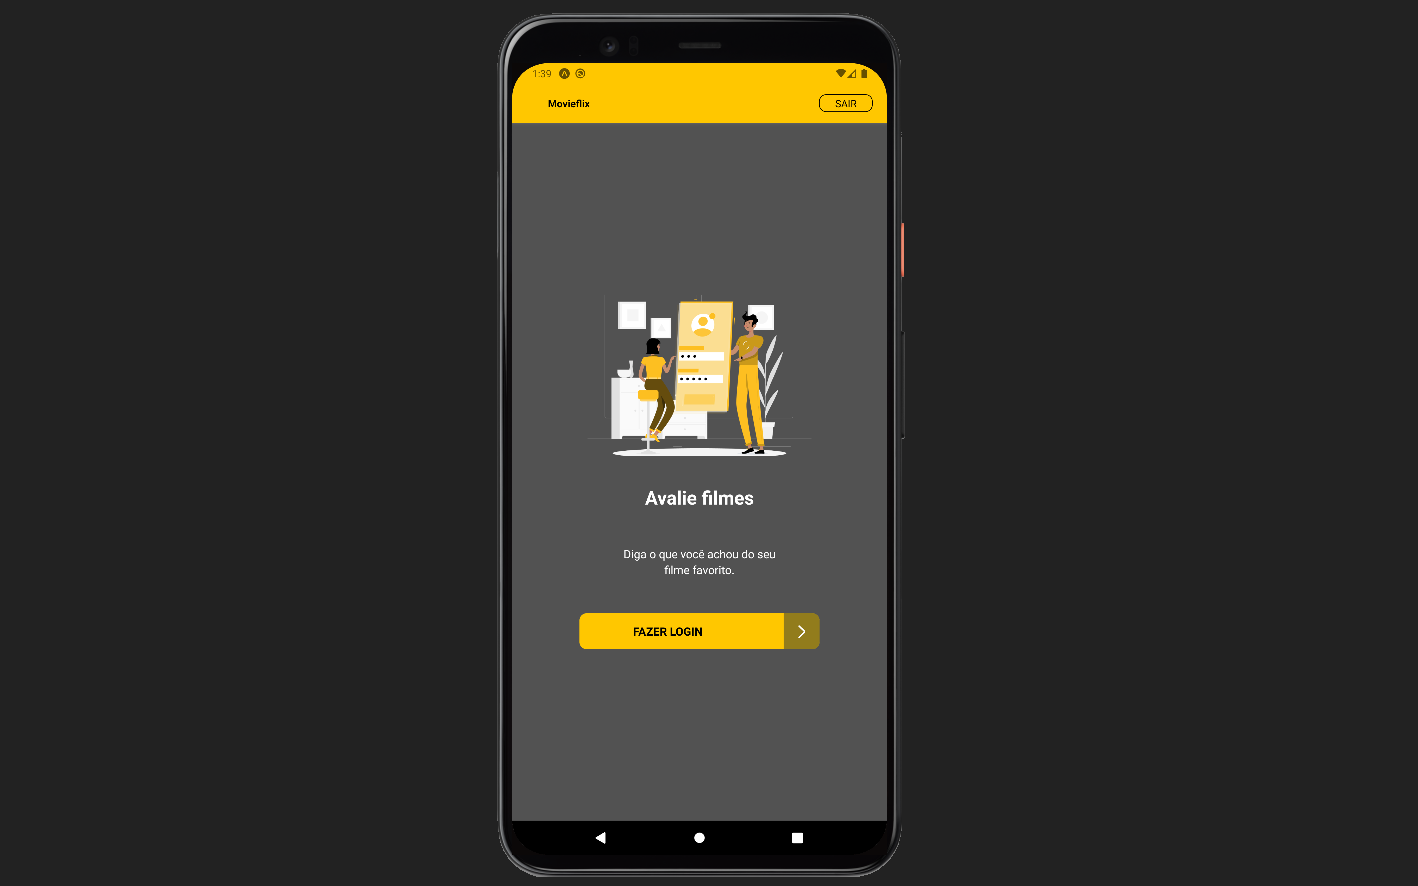 1:39
Movieflix
SAIR
Avalie filmes
Diga o que você achou do seu
filme favorito.
FAZER LOGIN